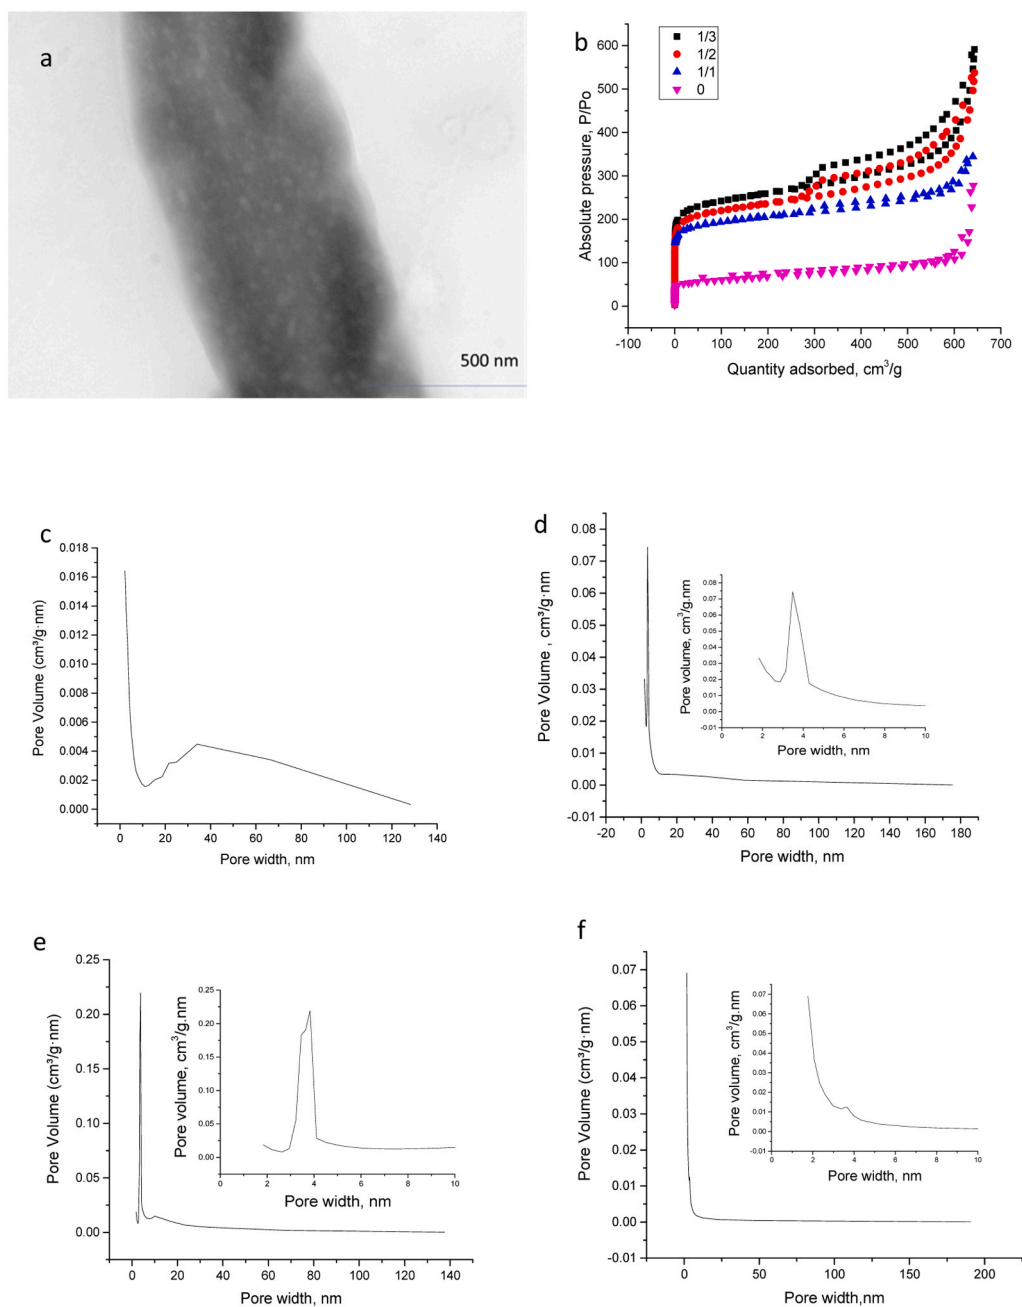 a
500 nm
b
1/3
1/2
1/1
0
Absolute pressure, P/Po
600
500
400
300
200
100
0
-100 0 100 200 300 400 500 600 700
Quantity adsorbed, cm³/g
c
Pore Volume (cm³/g·nm)
0.018
0.016
0.014
0.012
0.010
0.008
0.006
0.004
0.002
0.000
0 20 40 60 80 100 120 140
Pore width, nm
d
Pore Volume , cm³/g·nm
0.08
0.07
0.06
0.05
0.04
0.03
0.02
0.01
0.00
-0.01
-20 0 20 40 60 80 100 120 140 160 180
Pore width, nm
Pore volume, cm³/g.nm
0.08
0.07
0.06
0.05
0.04
0.03
0.02
0.01
0.00
-0.01
0 2 4 6 8 10
Pore width, nm
e
Pore Volume (cm³/g·nm)
0.25
0.20
0.15
0.10
0.05
0.00
0 20 40 60 80 100 120 140
Pore width, nm
Pore volume, cm³/g.nm
0.25
0.20
0.15
0.10
0.05
0.00
0 2 4 6 8 10
Pore width, nm
f
Pore Volume (cm³/g·nm)
0.07
0.06
0.05
0.04
0.03
0.02
0.01
0.00
-0.01
0 50 100 150 200
Pore width,nm
Pore volume, cm³/g.nm
0.07
0.06
0.05
0.04
0.03
0.02
0.01
0.00
-0.01
0 2 4 6 8 10
Pore width, nm